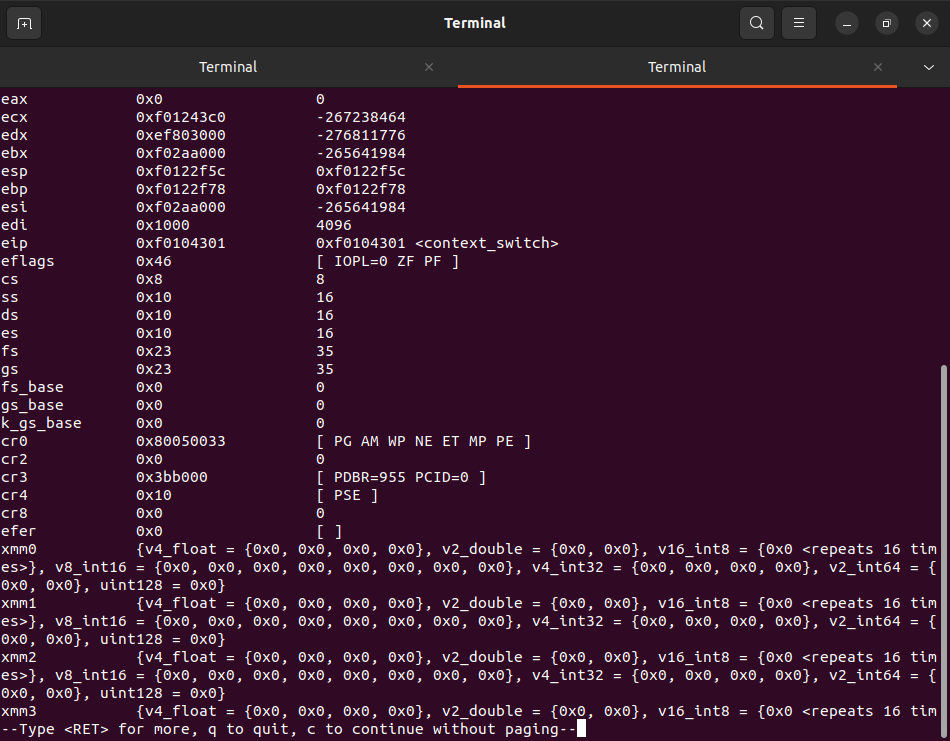 Terminal
Terminal
Terminal
eax 0x0 0
ecx 0xf01243c0 -267238464
edx 0xef803000 -276811776
ebx 0xf02aa000 -265641984
esp 0xf0122f5c 0xf0122f5c
ebp 0xf0122f78 0xf0122f78
esi 0xf02aa000 -265641984
edi 0x1000 4096
eip 0xf0104301 0xf0104301 <context_switch>
eflags 0x46 [ IOPL=0 ZF PF ]
cs 0x8 8
ss 0x10 16
ds 0x10 16
es 0x10 16
fs 0x23 35
gs 0x23 35
fs_base 0x0 0
gs_base 0x0 0
k_gs_base 0x0 0
cr0 0x80050033 [ PG AM WP NE ET MP PE ]
cr2 0x0 0
cr3 0x3bb000 [ PDBR=955 PCID=0 ]
cr4 0x10 [ PSE ]
cr8 0x0 0
efer 0x0 [ ]
xmm0 {v4_float = {0x0, 0x0, 0x0, 0x0}, v2_double = {0x0, 0x0}, v16_int8 = {0x0 <repeats 16 tim
es>}, v8_int16 = {0x0, 0x0, 0x0, 0x0, 0x0, 0x0, 0x0, 0x0}, v4_int32 = {0x0, 0x0, 0x0, 0x0}, v2_int64 = {
0x0, 0x0}, uint128 = 0x0}
xmm1 {v4_float = {0x0, 0x0, 0x0, 0x0}, v2_double = {0x0, 0x0}, v16_int8 = {0x0 <repeats 16 tim
es>}, v8_int16 = {0x0, 0x0, 0x0, 0x0, 0x0, 0x0, 0x0, 0x0}, v4_int32 = {0x0, 0x0, 0x0, 0x0}, v2_int64 = {
0x0, 0x0}, uint128 = 0x0}
xmm2 {v4_float = {0x0, 0x0, 0x0, 0x0}, v2_double = {0x0, 0x0}, v16_int8 = {0x0 <repeats 16 tim
es>}, v8_int16 = {0x0, 0x0, 0x0, 0x0, 0x0, 0x0, 0x0, 0x0}, v4_int32 = {0x0, 0x0, 0x0, 0x0}, v2_int64 = {
0x0, 0x0}, uint128 = 0x0}
xmm3 {v4_float = {0x0, 0x0, 0x0, 0x0}, v2_double = {0x0, 0x0}, v16_int8 = {0x0 <repeats 16 tim
--Type <RET> for more, q to quit, c to continue without paging--